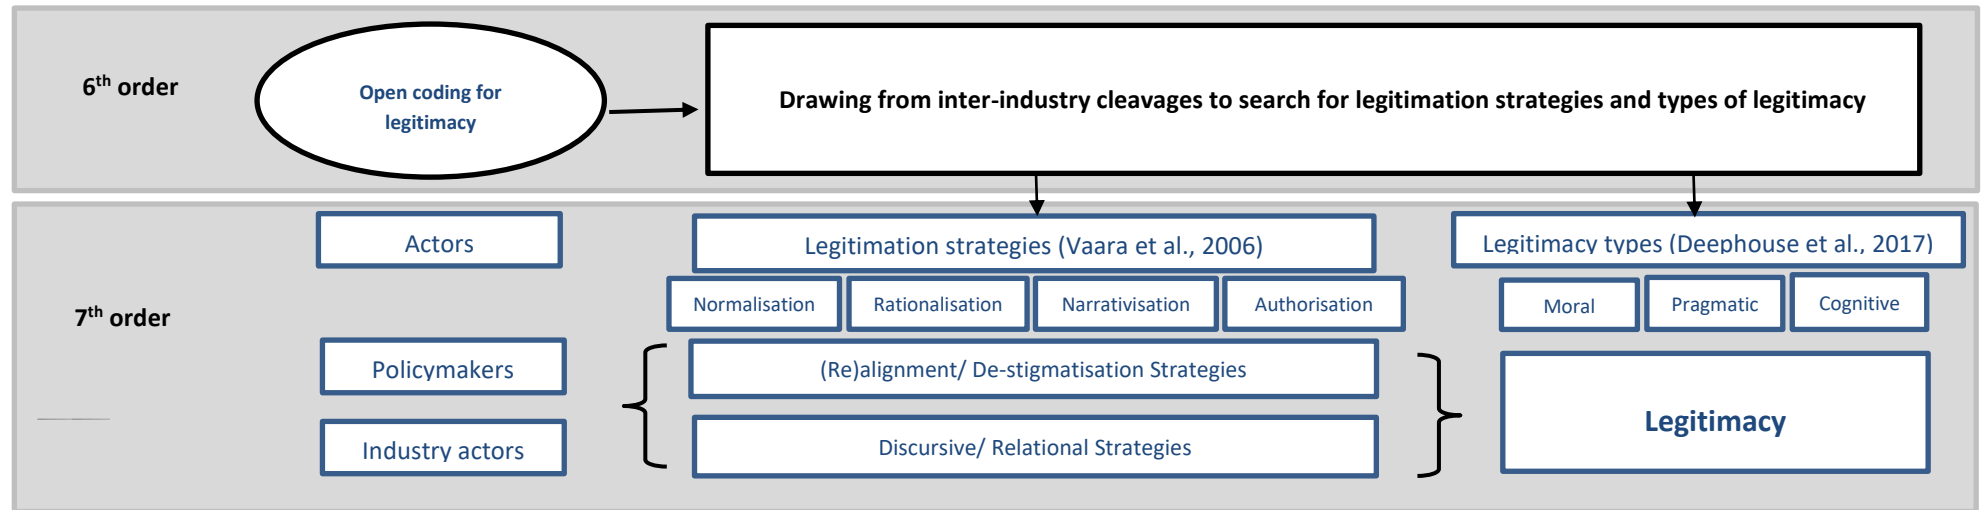 6th order
Open coding for
legitimacy
Drawing from inter-industry cleavages to search for legitimation strategies and types of legitimacy
7th order
Actors
Legitimation strategies (Vaara et al., 2006)
Legitimacy types (Deephouse et al., 2017)
Normalisation
Rationalisation
Narrativisation
Authorisation
Moral
Pragmatic
Cognitive
Policymakers
(Re)alignment/ De-stigmatisation Strategies
Industry actors
Discursive/ Relational Strategies
Legitimacy